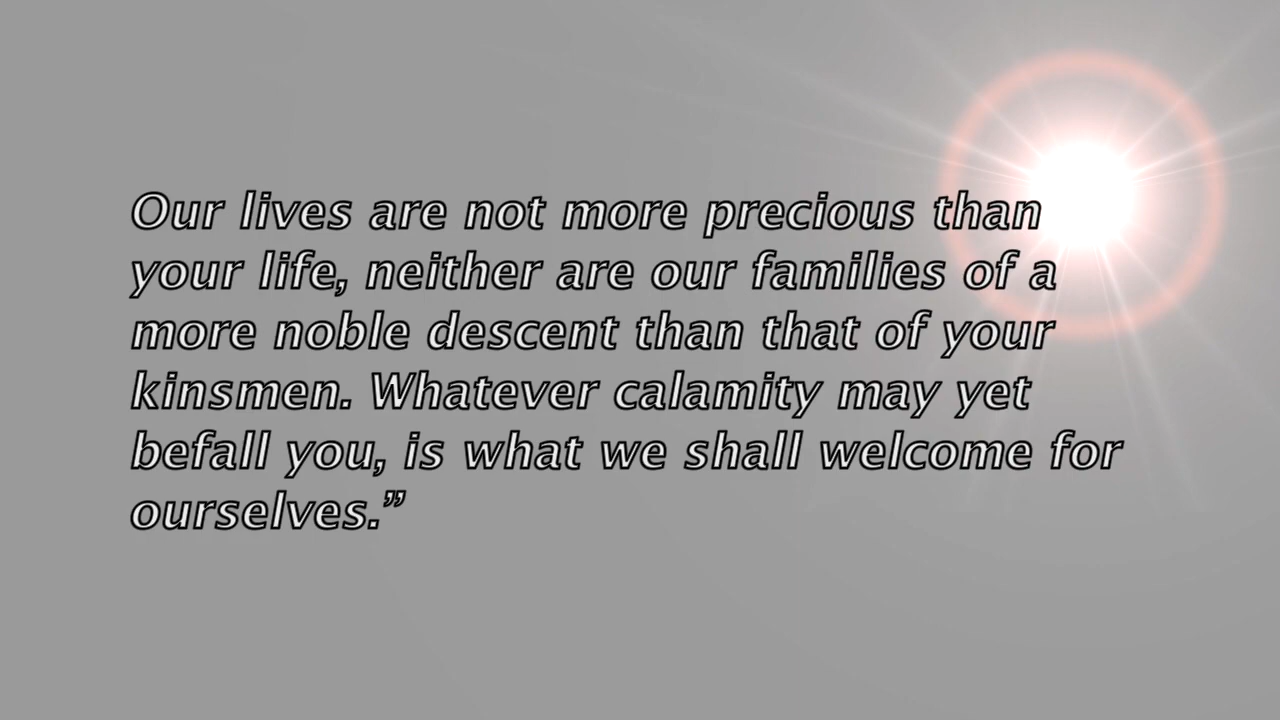 Our lives are not more precious than
your life, neither are our families of a
more noble descent than that of your
kinsmen. Whatever calamity may yet
befall you, is what we shall welcome for
ourselves.”